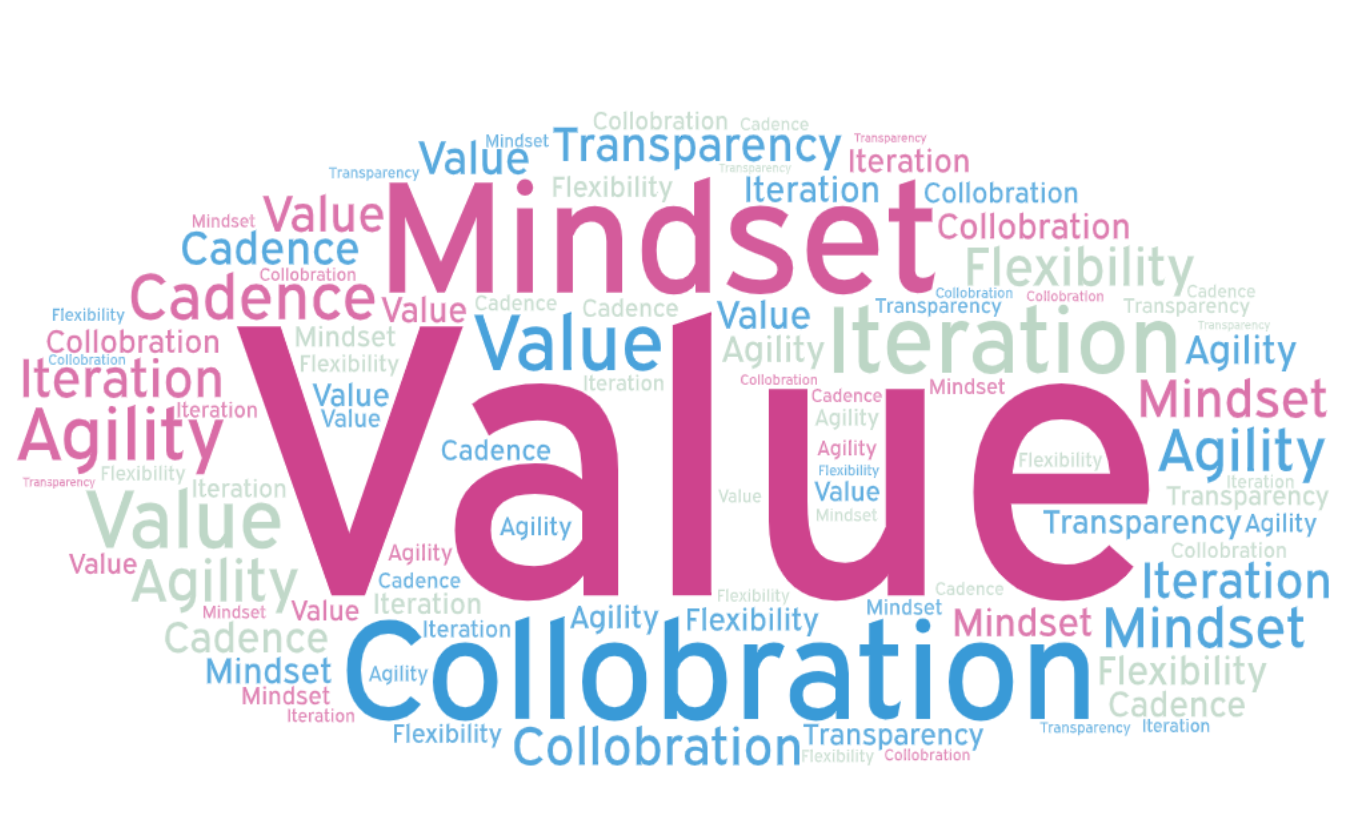 Collobration
Cadence
Mindset
Transparency
Transparency
Value
Iteration
Transparency
Transparency
Flexibility
Iteration
Collobration
Mindset
Value
Mindset
Collobration
Cadence
Collobration
Flexibility
Cadence
Value
Cadence
Cadence
Collobration
Collobration
Cadence
Transparency
Transparency
Flexibility
Value
Value
Iteration
Transparency
Collobration
Mindset
Agility
Agility
Collobration
Flexibility
Iteration
Iteration
Collobration
Mindset
Mindset
Value
Cadence
Iteration
Value
Agility
Agility
Value
Cadence
Agility
Flexibility
Agility
Flexibility
Flexibility
Transparency
Iteration
Iteration
Value
Value
Value
Transparency
Mindset
Agility
Transparency
Agility
Agility
Collobration
Value
Agility
Cadence
Iteration
Cadence
Flexibility
Iteration
Mindset
Value
Mindset
Agility
Flexibility
Mindset
Mindset
Cadence
Iteration
Collobration
Mindset
Agility
Flexibility
Mindset
Cadence
Iteration
Transparency
Iteration
Flexibility
Collobration
Transparency
Flexibility
Collobration